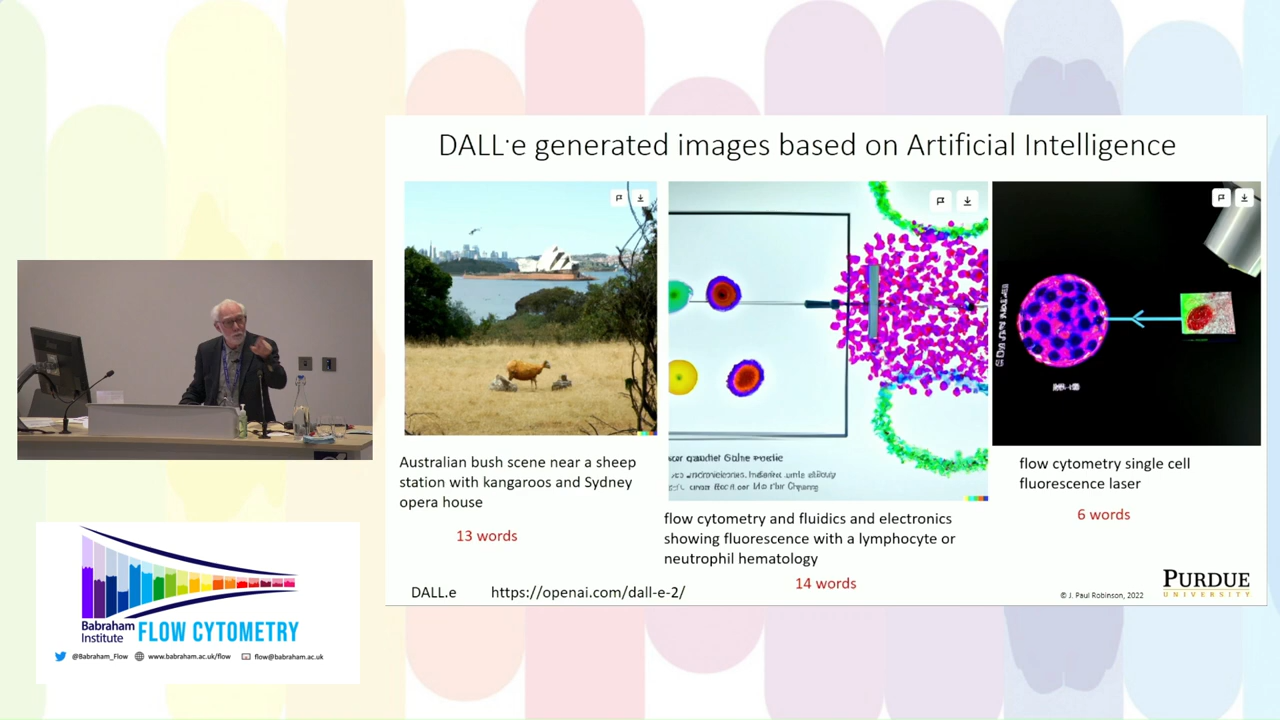 DALL·e generated images based on Artificial Intelligence
Australian bush scene near a sheep
station with kangaroos and Sydney
opera house
13 words
flow cytometry and fluidics and electronics
showing fluorescence with a lymphocyte or
neutrophil hematology
14 words
flow cytometry single cell
fluorescence laser
6 words
DALL.e https://openai.com/dall-e-2/
© J. Paul Robinson, 2022
PURDUE
UNIVERSITY
Babraham
Institute
FLOW CYTOMETRY
@Babraham_Flow www.babraham.ac.uk/flow flow@babraham.ac.uk